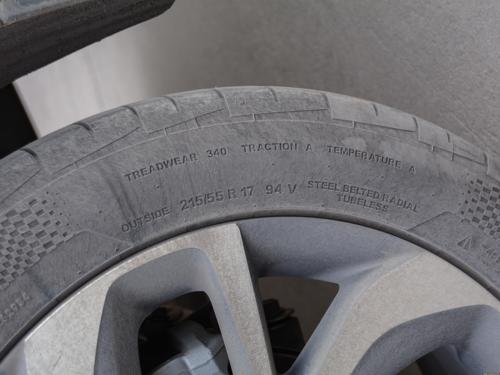 TREADWEAR 340 TRACTION A TEMPERATURE A
OUTSIDE 215/55 R 17 94 V STEEL BELTED RADIAL
TUBELESS